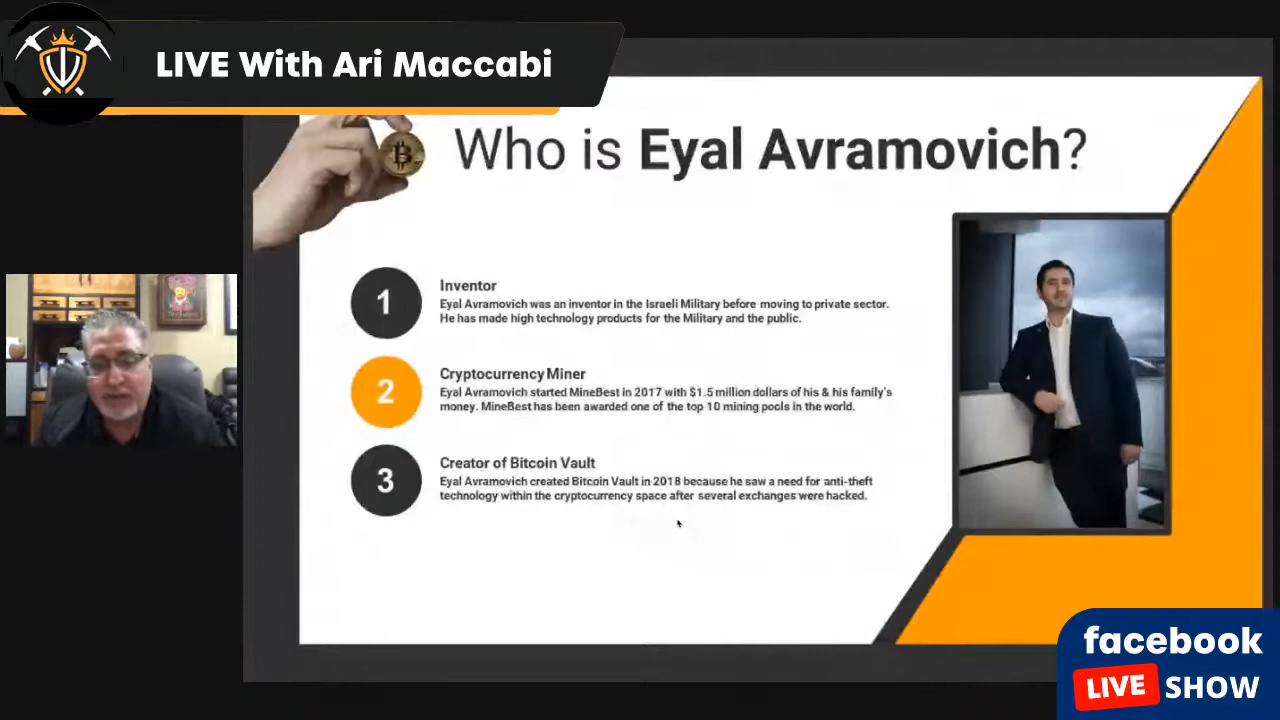 LIVE With Ari Maccabi
Who is Eyal Avramovich?
1
Inventor
Eyal Avramovich was an inventor in the Israeli Military before moving to private sector.
He has made high technology products for the Military and the public.
2
Cryptocurrency Miner
Eyal Avramovich started MineBest in 2017 with $1.5 million dollars of his & his family's
money. MineBest has been awarded one of the top 10 mining pools in the world.
3
Creator of Bitcoin Vault
Eyal Avramovich created Bitcoin Vault in 2018 because he saw a need for anti-theft
technology within the cryptocurrency space after several exchanges were hacked.
facebook
LIVE SHOW